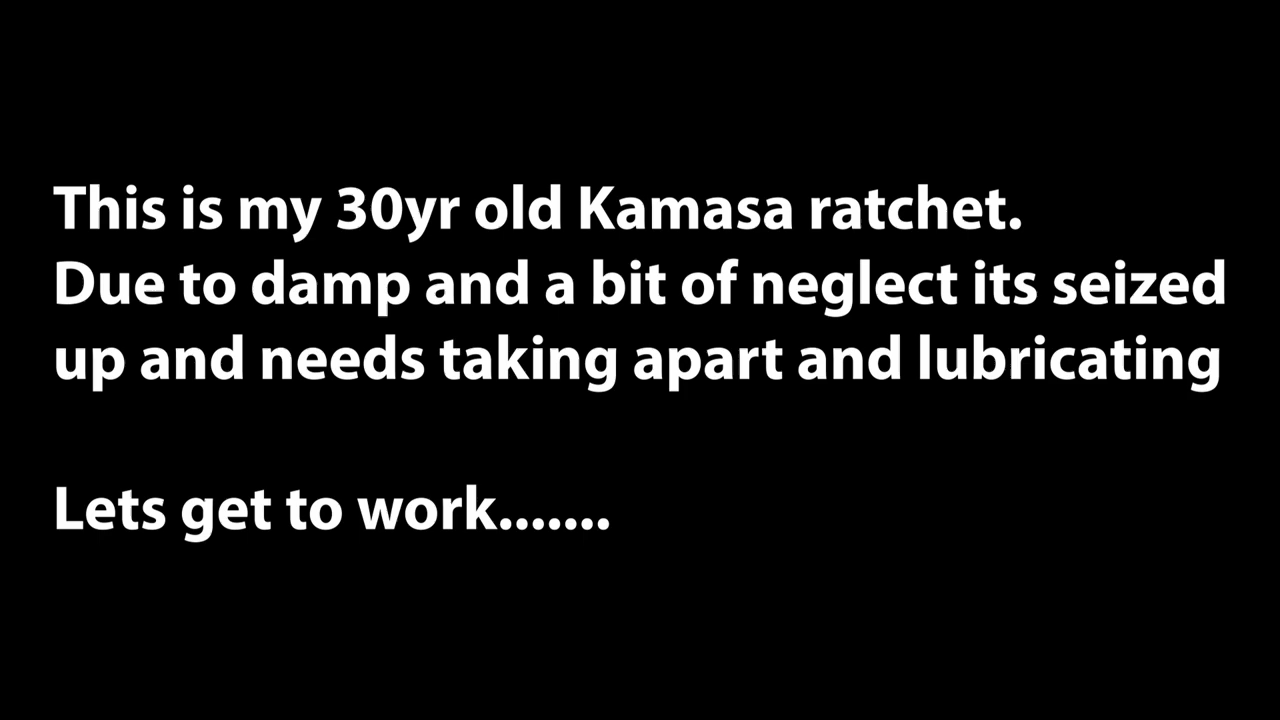 This is my 30yr old Kamasa ratchet.
Due to damp and a bit of neglect its seized
up and needs taking apart and lubricating
Lets get to work.......